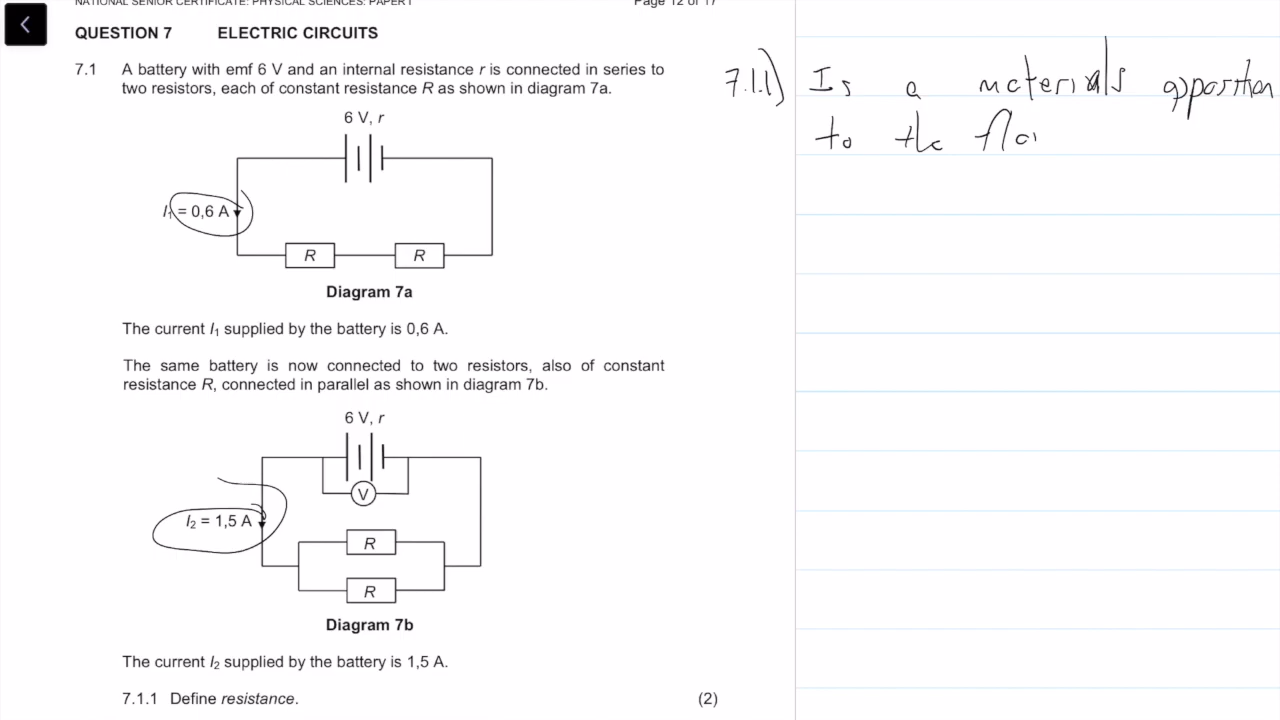 NATIONAL SENIOR CERTIFICATE: PHYSICAL SCIENCES: PAPER I Page 12 of 17
QUESTION 7 ELECTRIC CIRCUITS
7.1 A battery with emf 6 V and an internal resistance r is connected in series to
two resistors, each of constant resistance R as shown in diagram 7a.
6 V, r
I₁ = 0,6 A
R R
Diagram 7a
The current I₁ supplied by the battery is 0,6 A.
The same battery is now connected to two resistors, also of constant
resistance R, connected in parallel as shown in diagram 7b.
6 V, r
V
I₂ = 1,5 A
R
R
Diagram 7b
The current I₂ supplied by the battery is 1,5 A.
7.1.1 Define resistance. (2)
7.1.1) Is a materials
to the